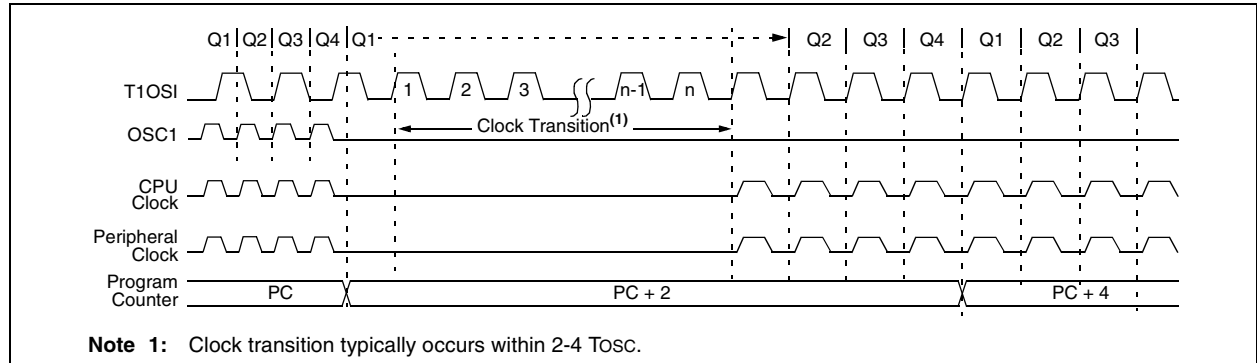 Q1 Q2 Q3 Q4 Q1 Q2 Q3 Q4 Q1 Q2 Q3
T1OSI 1 2 3 n-1 n
OSC1 Clock Transition(1)
CPU
Clock
Peripheral
Clock
Program
Counter PC PC + 2 PC + 4
Note 1: Clock transition typically occurs within 2-4 TOSC.